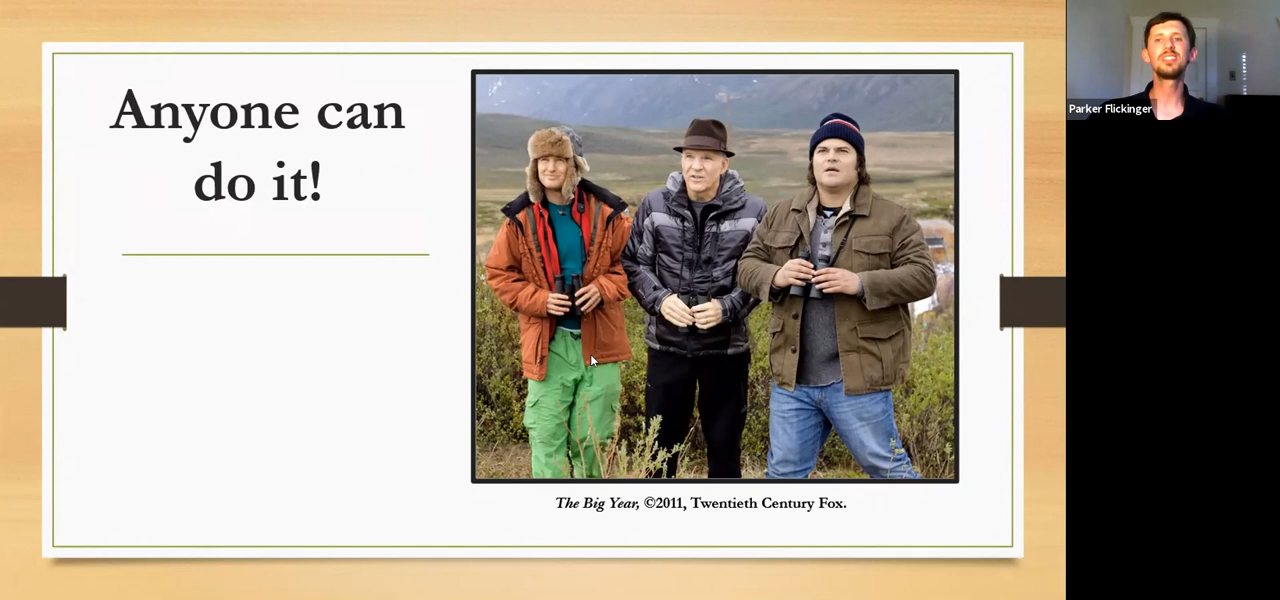 Anyone can
do it!
The Big Year, ©2011, Twentieth Century Fox.
Parker Flickinger